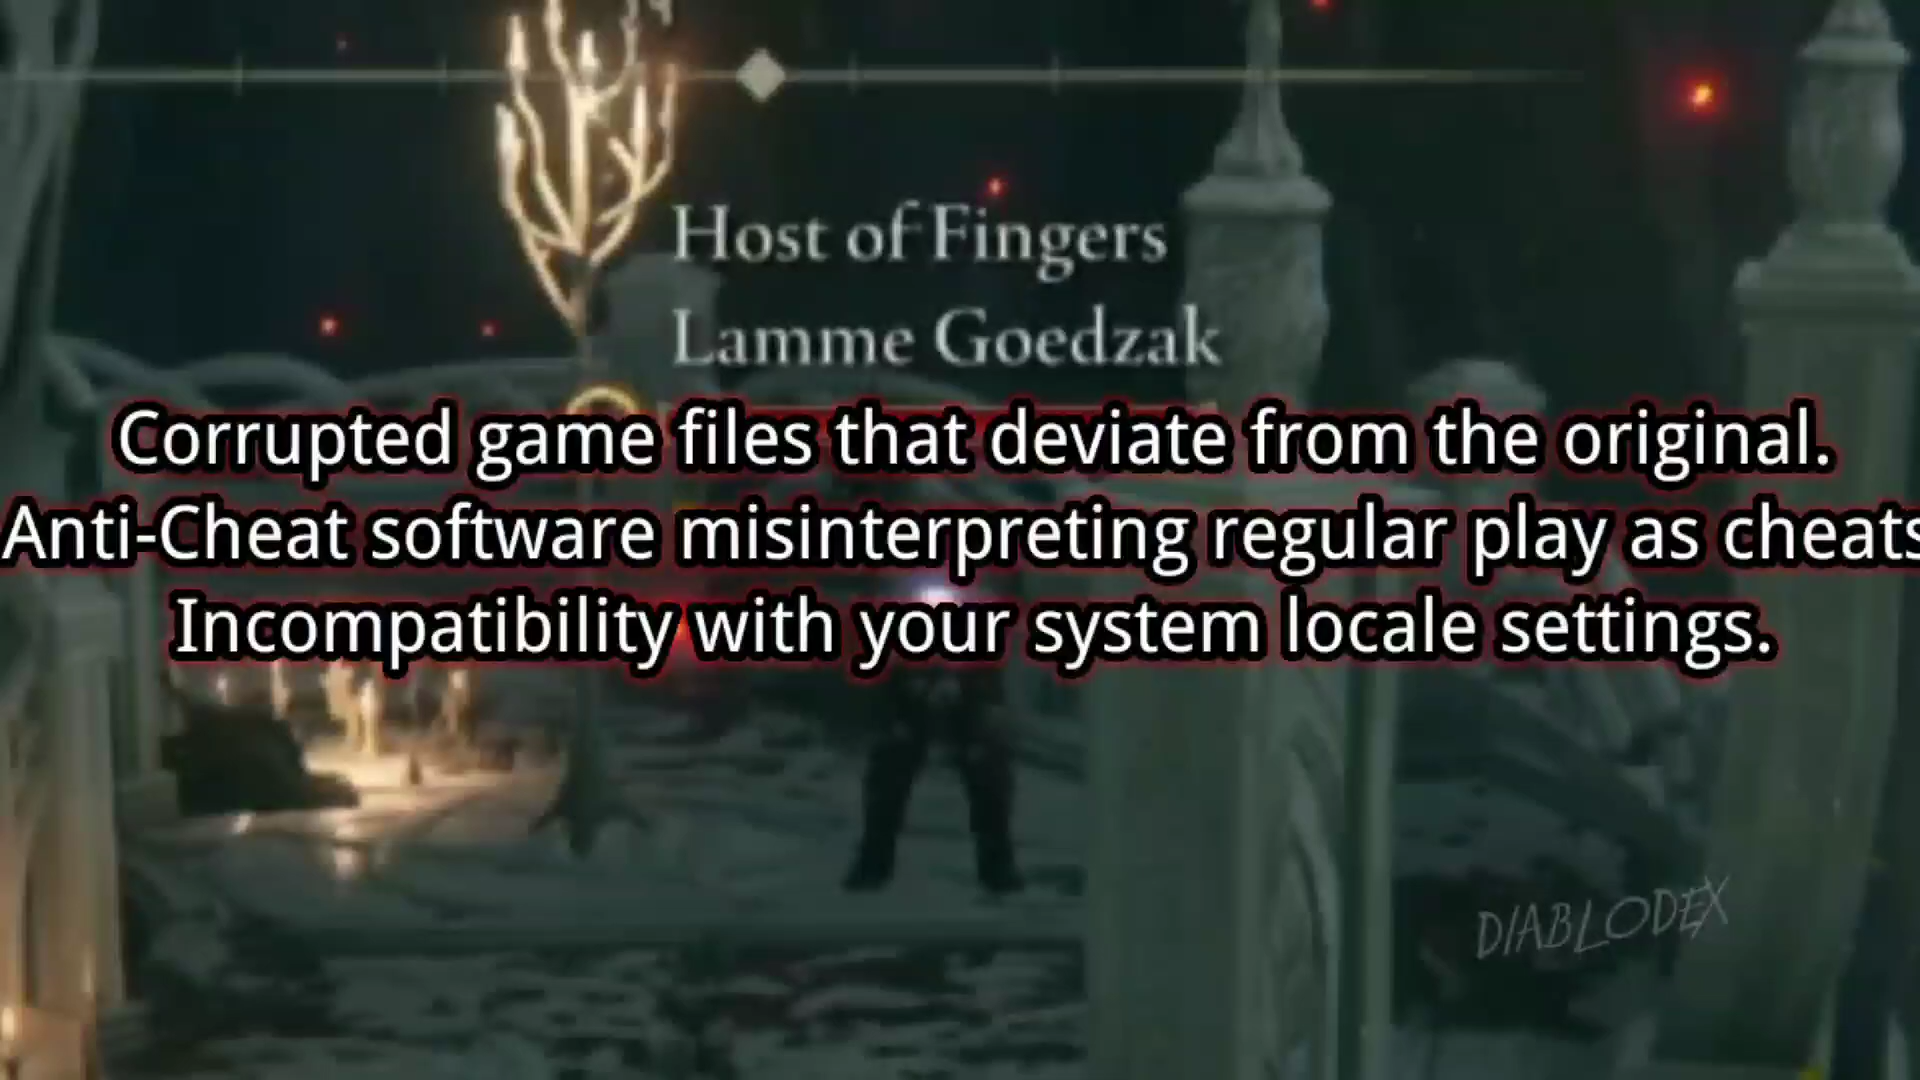 Host of Fingers
Lamme Goedzak
Corrupted game files that deviate from the original.
Anti-Cheat software misinterpreting regular play as cheats
Incompatibility with your system locale settings.
DIABLODEX